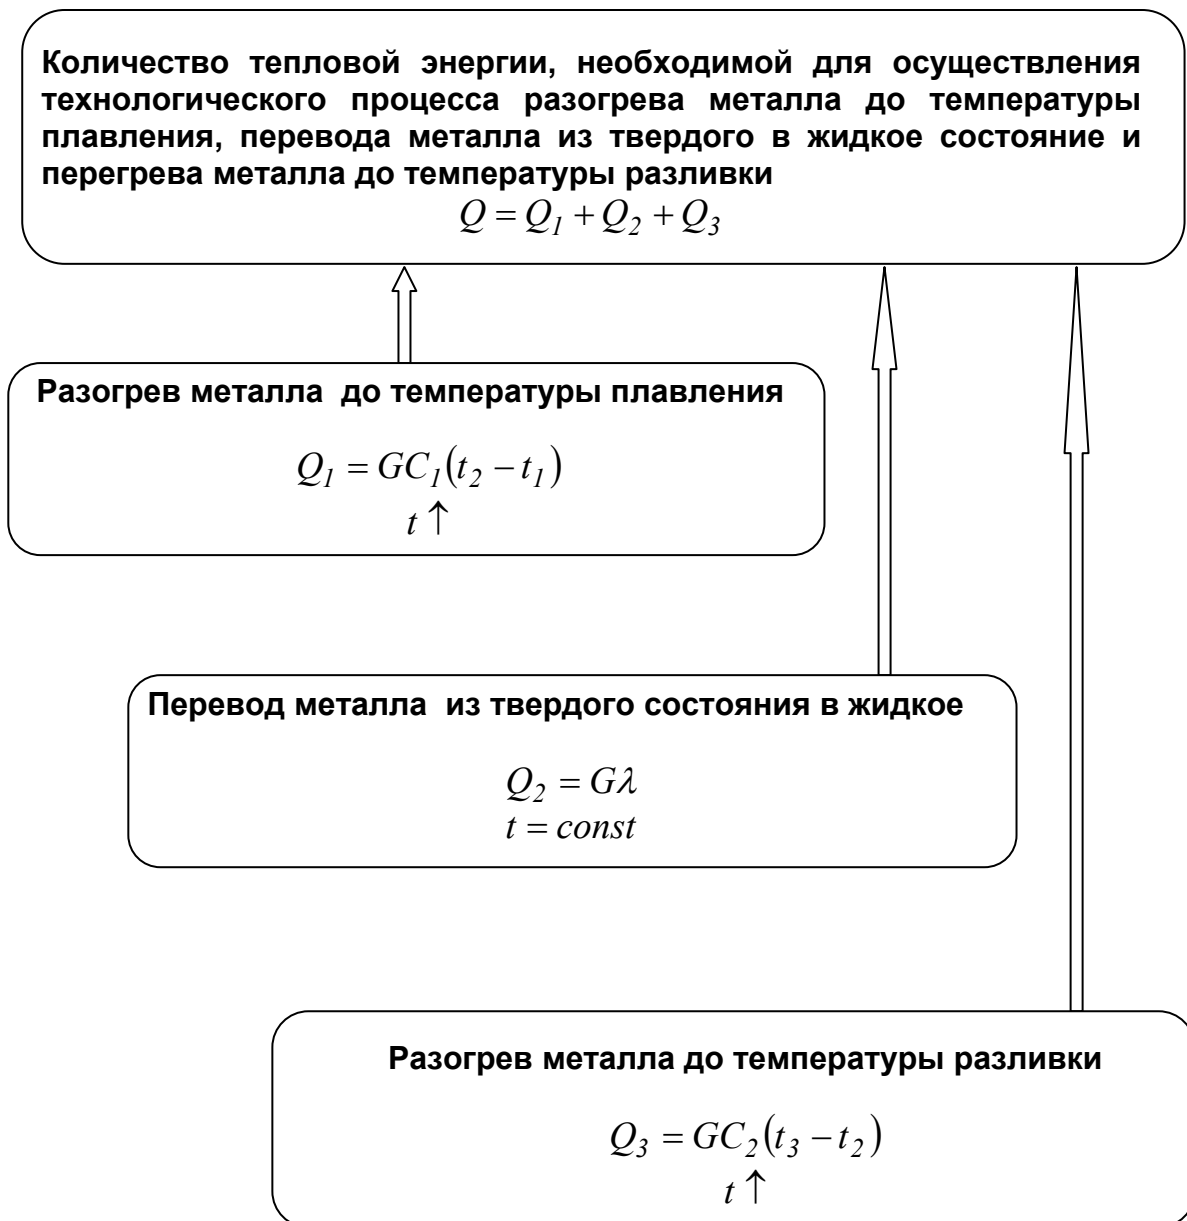 Количество тепловой энергии, необходимой для осуществления
технологического процесса разогрева металла до температуры
плавления, перевода металла из твердого в жидкое состояние и
перегрева металла до температуры разливки
Q = Q₁ + Q₂ + Q₃
Разогрев металла до температуры плавления
Q₁ = GC₁(t₂ − t₁)
t ↑
Перевод металла из твердого состояния в жидкое
Q₂ = Gλ
t = const
Разогрев металла до температуры разливки
Q₃ = GC₂(t₃ − t₂)
t ↑